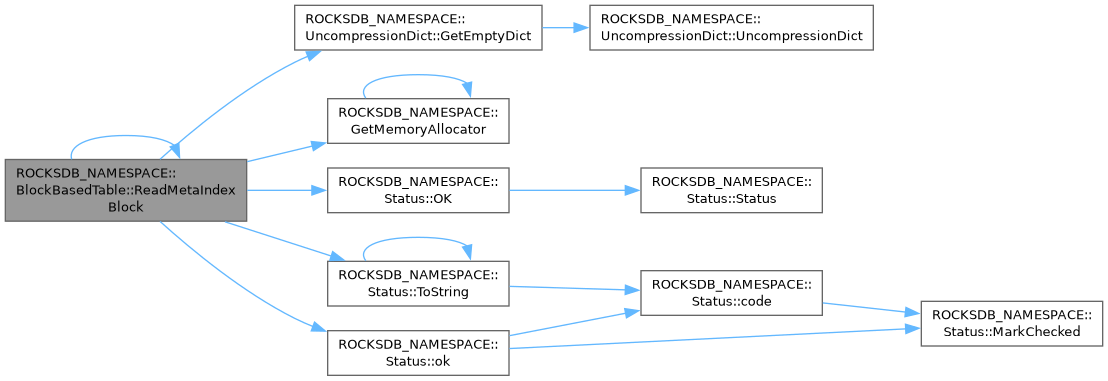 ROCKSDB_NAMESPACE::
BlockBasedTable::ReadMetaIndex
Block
ROCKSDB_NAMESPACE::
UncompressionDict::GetEmptyDict
ROCKSDB_NAMESPACE::
UncompressionDict::UncompressionDict
ROCKSDB_NAMESPACE::
GetMemoryAllocator
ROCKSDB_NAMESPACE::
Status::OK
ROCKSDB_NAMESPACE::
Status::Status
ROCKSDB_NAMESPACE::
Status::ToString
ROCKSDB_NAMESPACE::
Status::code
ROCKSDB_NAMESPACE::
Status::MarkChecked
ROCKSDB_NAMESPACE::
Status::ok